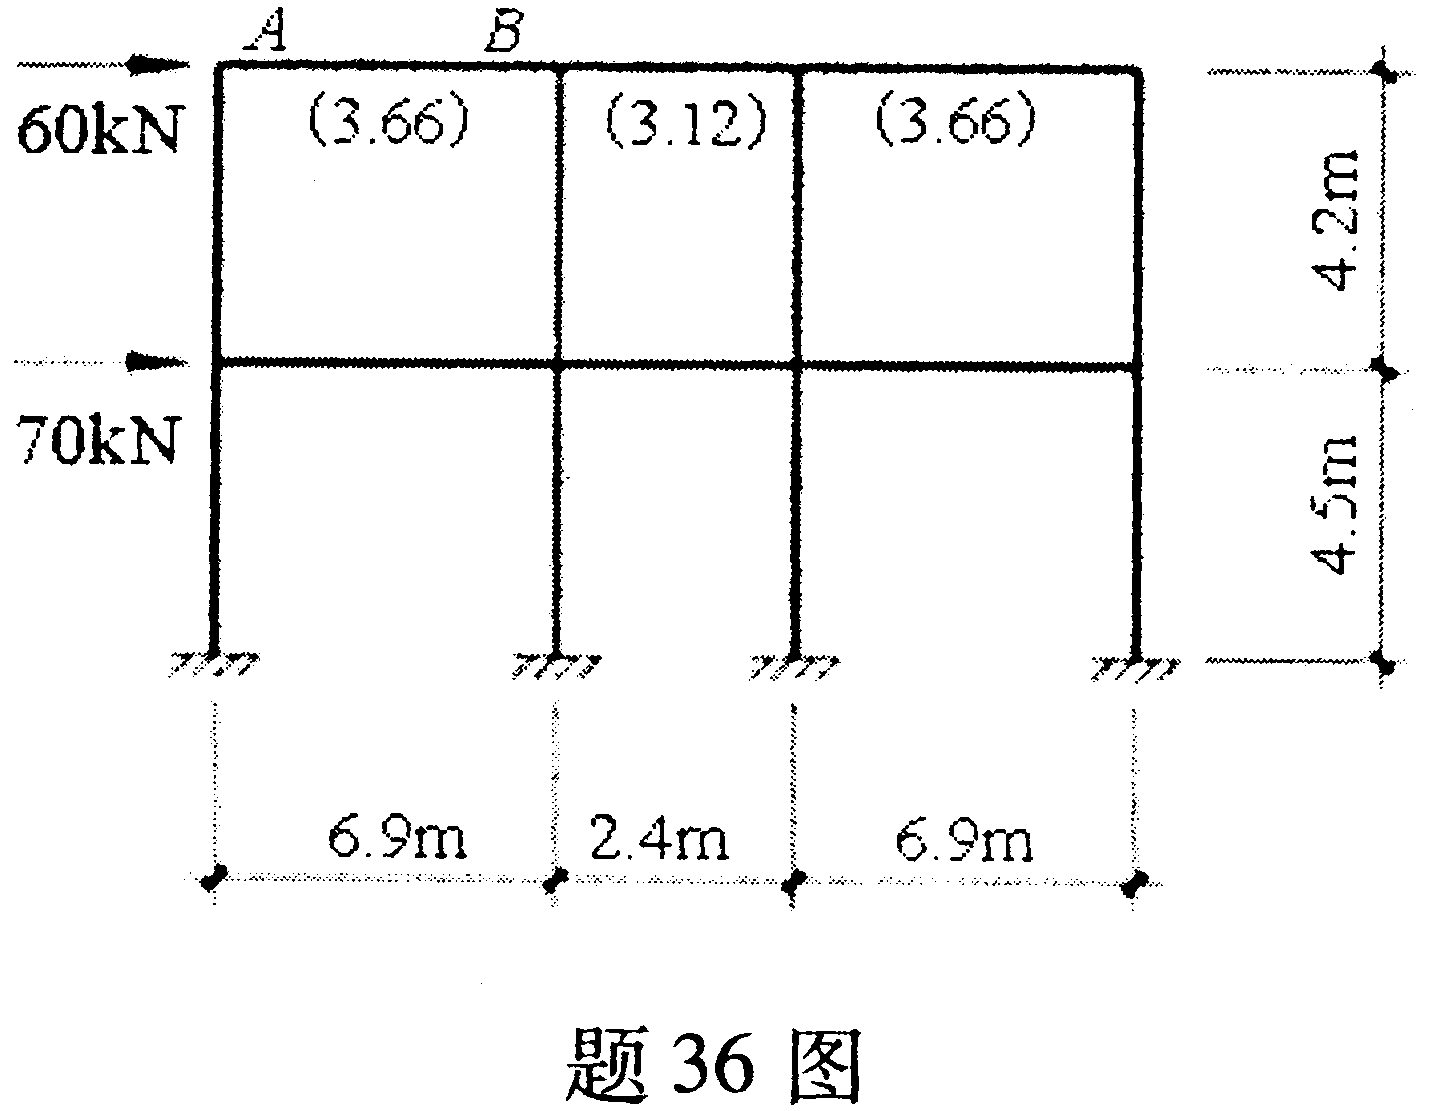 A B
60kN (3.66) (3.12) (3.66)
4.2m
70kN
4.5m
6.9m 2.4m 6.9m
题 36 图